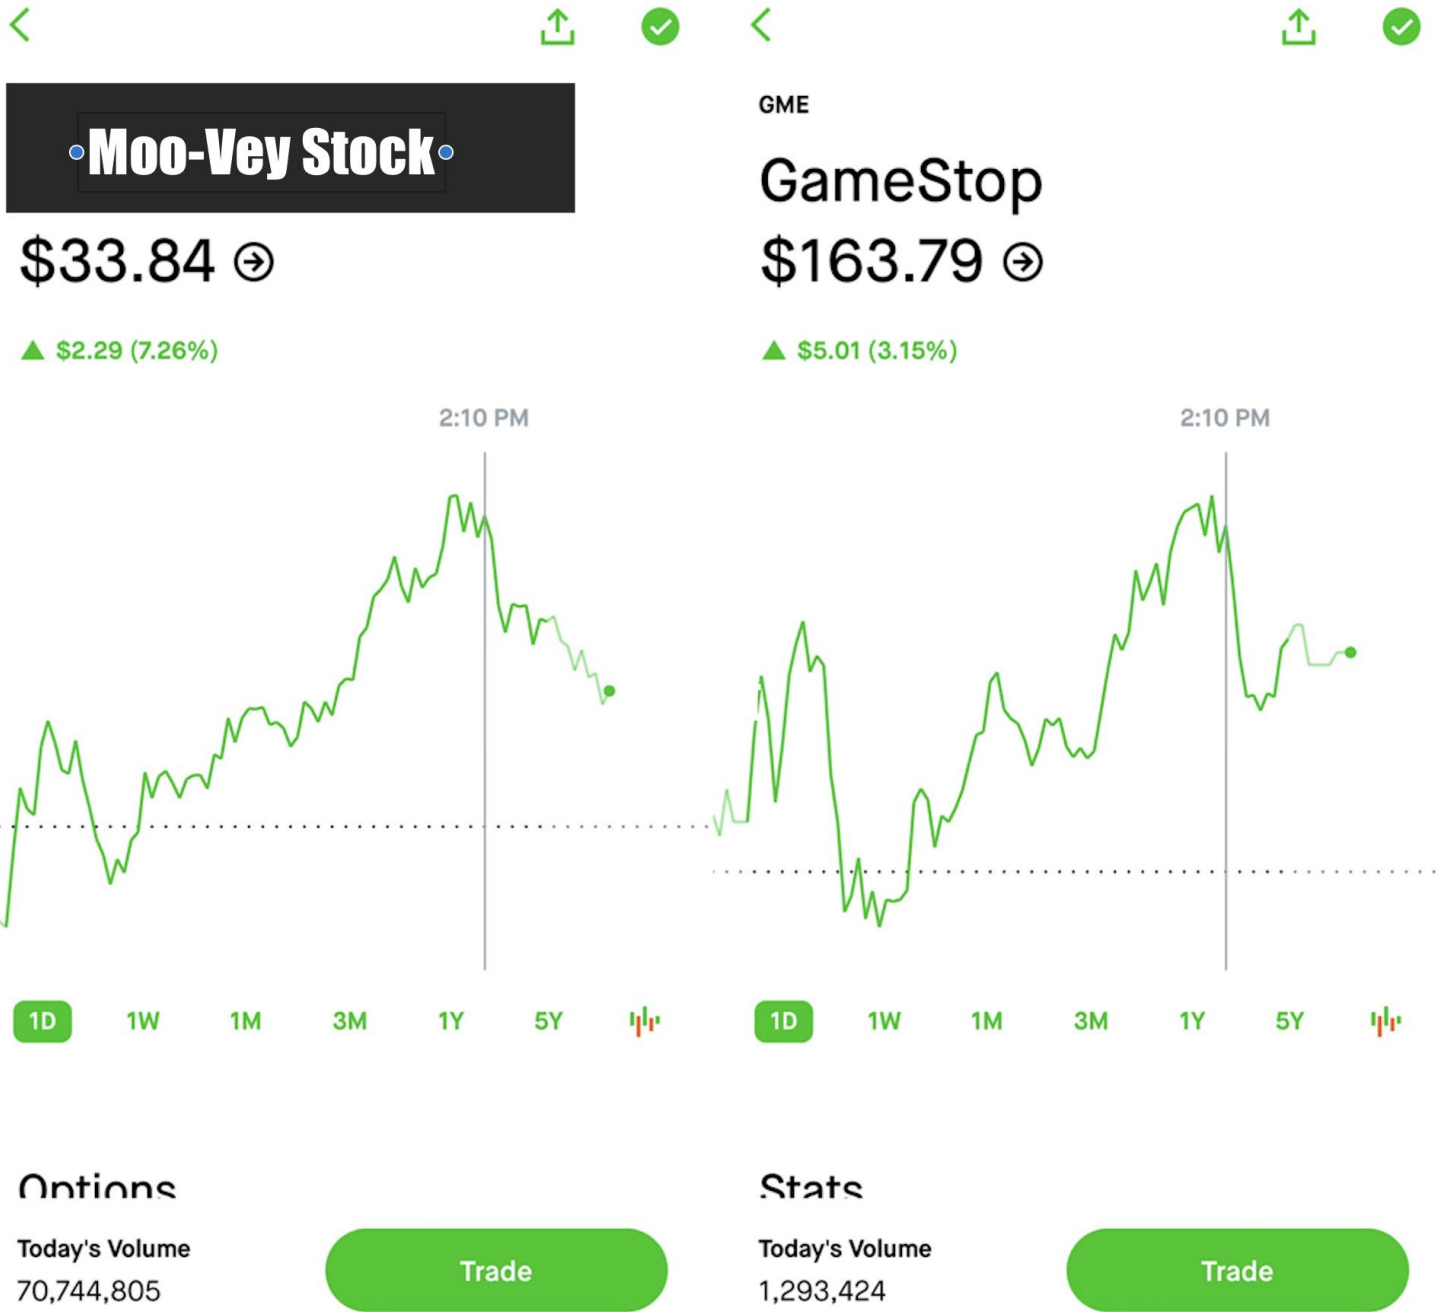 Moo-Vey Stock
$33.84
$2.29 (7.26%)
2:10 PM
1D 1W 1M 3M 1Y 5Y
Options
Today's Volume
70,744,805
Trade
GME
GameStop
$163.79
$5.01 (3.15%)
2:10 PM
1D 1W 1M 3M 1Y 5Y
Stats
Today's Volume
1,293,424
Trade